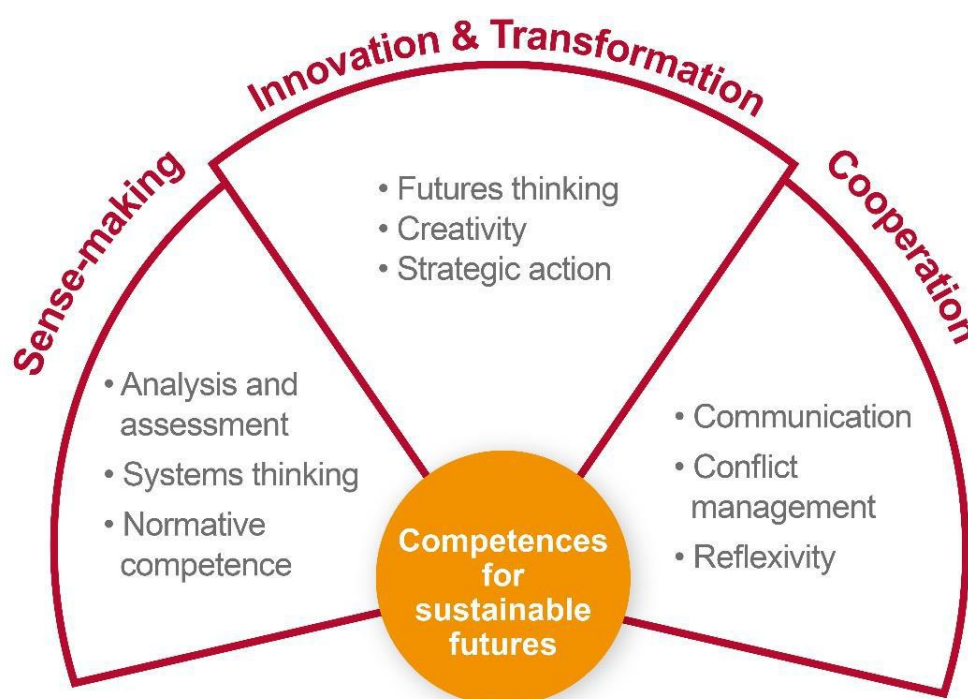 Innovation & Transformation
Sense-making
Cooperation
• Futures thinking
• Creativity
• Strategic action
• Analysis and
assessment
• Systems thinking
• Normative
competence
• Communication
• Conflict
management
• Reflexivity
Competences
for
sustainable
futures